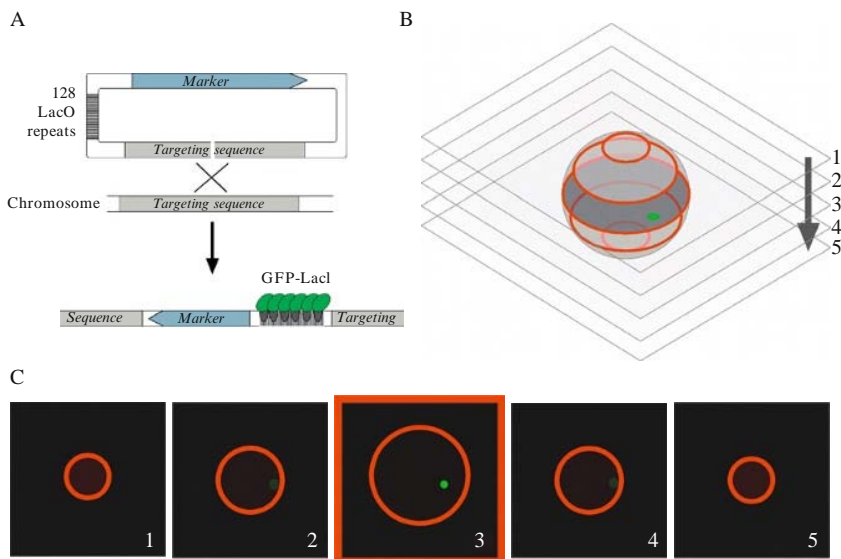 A
Marker
128
LacO
repeats
Targeting sequence
Chromosome
Targeting sequence
GFP-LacI
Sequence
Marker
Targeting
B
1
2
3
4
5
C
1
2
3
4
5